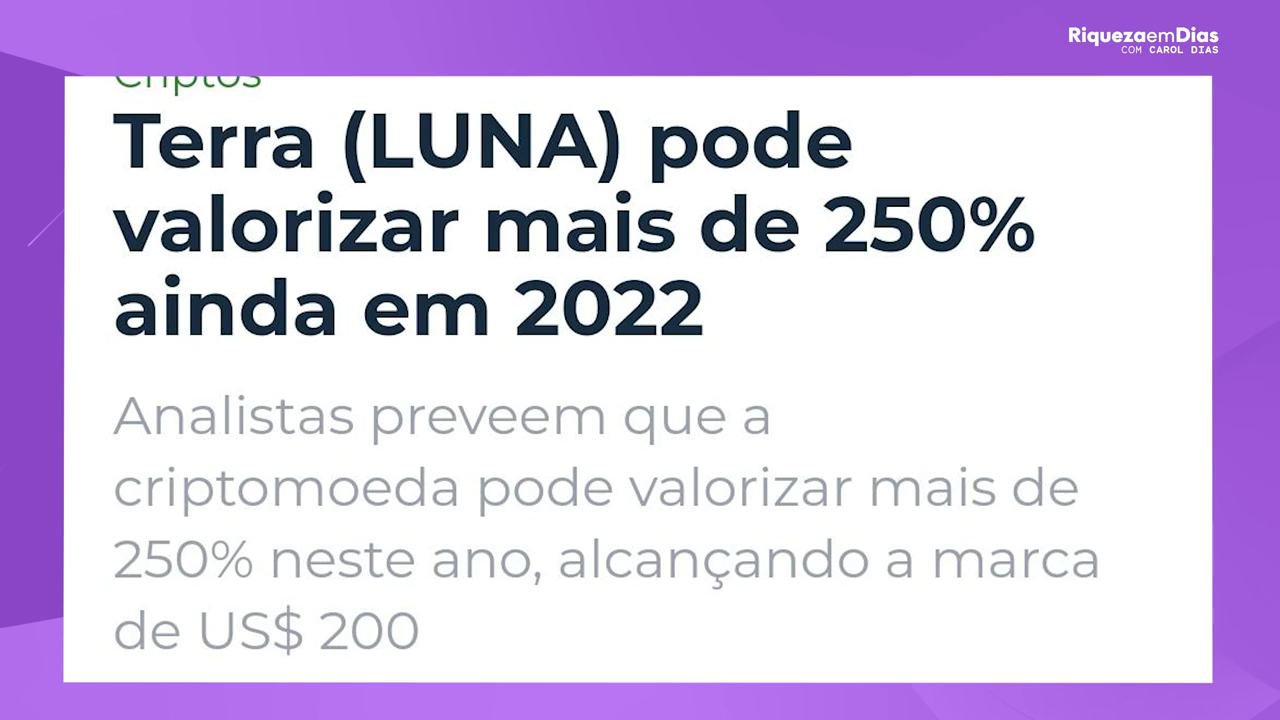 RiquezaemDias
COM CAROL DIAS
Criptos
Terra (LUNA) pode
valorizar mais de 250%
ainda em 2022
Analistas preveem que a
criptomoeda pode valorizar mais de
250% neste ano, alcançando a marca
de US$ 200